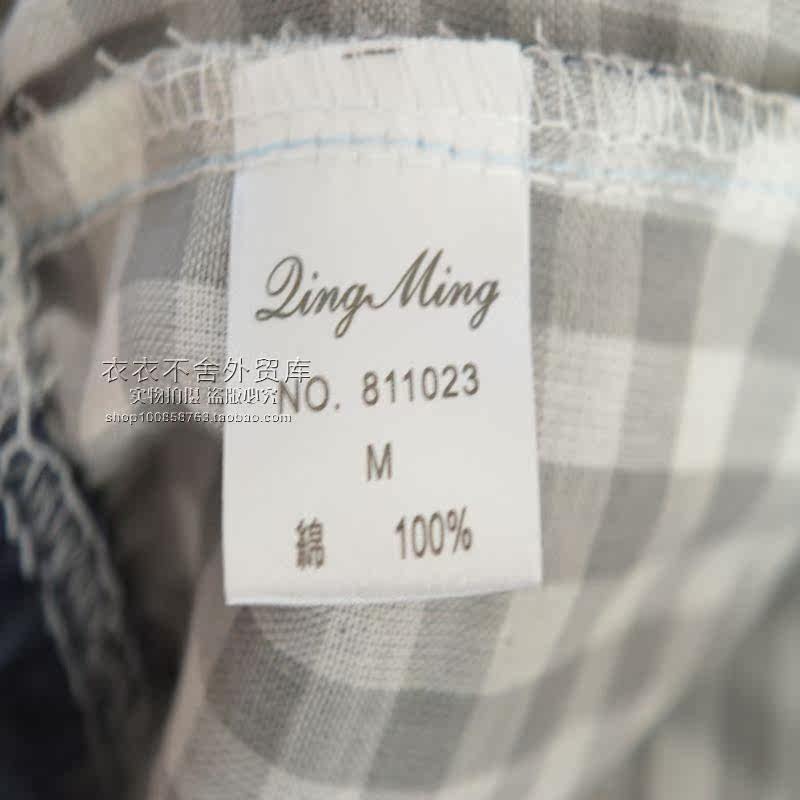 Qing Ming
衣衣不舍外贸库
实物拍摄 盗版必究
NO. 811023
shop100858763.taobao.com
M
綿 100%